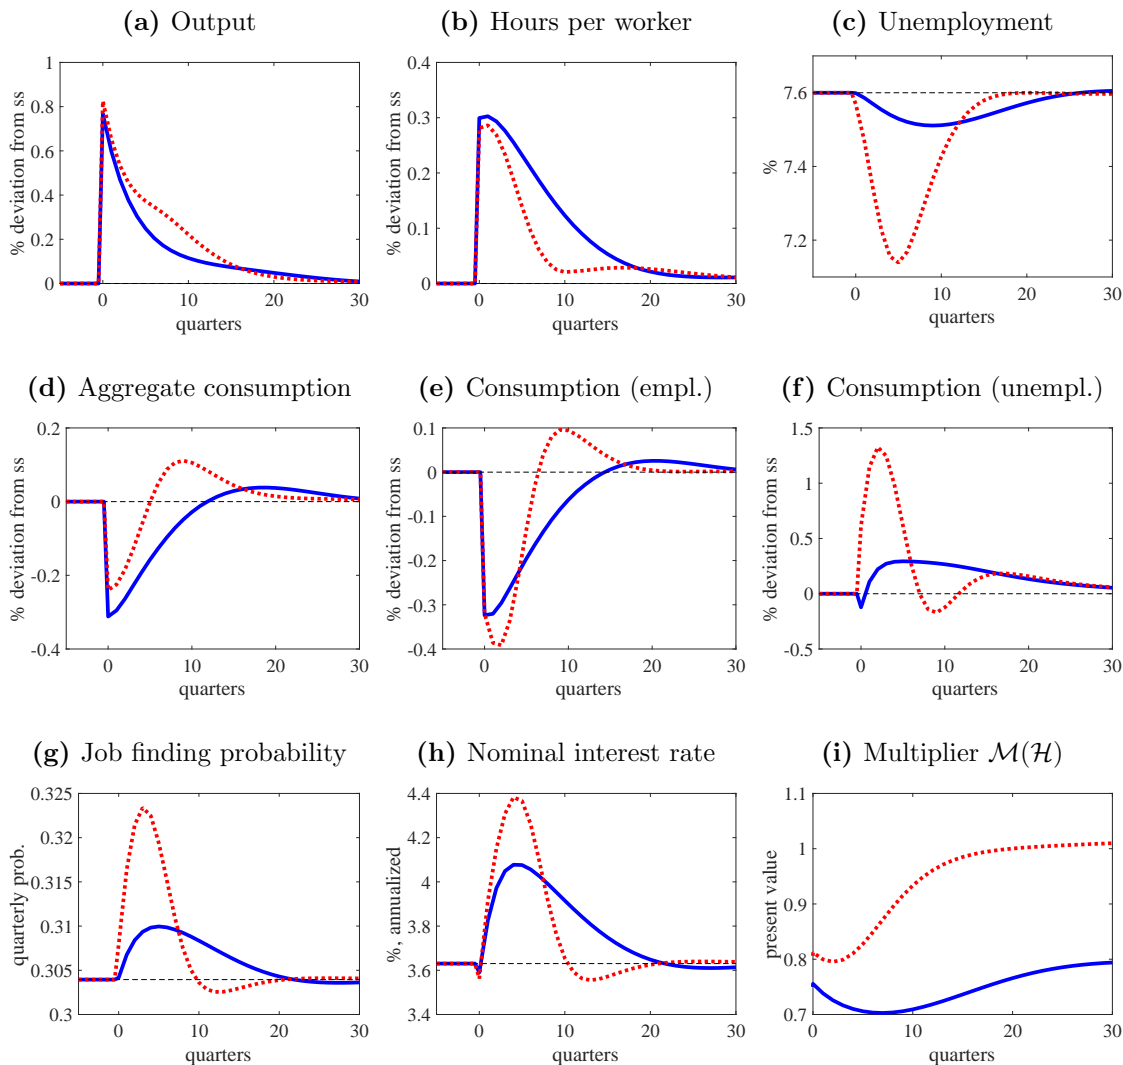 (a) Output
(b) Hours per worker
(c) Unemployment
% deviation from ss
1
0.8
0.6
0.4
0.2
0
0 10 20 30
quarters
% deviation from ss
0.4
0.3
0.2
0.1
0
0 10 20 30
quarters
%
7.6
7.4
7.2
0 10 20 30
quarters
(d) Aggregate consumption
(e) Consumption (empl.)
(f) Consumption (unempl.)
% deviation from ss
0.2
0
-0.2
-0.4
0 10 20 30
quarters
% deviation from ss
0.1
0
-0.1
-0.2
-0.3
-0.4
0 10 20 30
quarters
% deviation from ss
1.5
1
0.5
0
-0.5
0 10 20 30
quarters
(g) Job finding probability
(h) Nominal interest rate
(i) Multiplier ℳ(ℋ)
quarterly prob.
0.325
0.32
0.315
0.31
0.305
0.3
0 10 20 30
quarters
%, annualized
4.4
4.2
4
3.8
3.6
3.4
0 10 20 30
quarters
present value
1.1
1
0.9
0.8
0.7
0 10 20 30
quarters